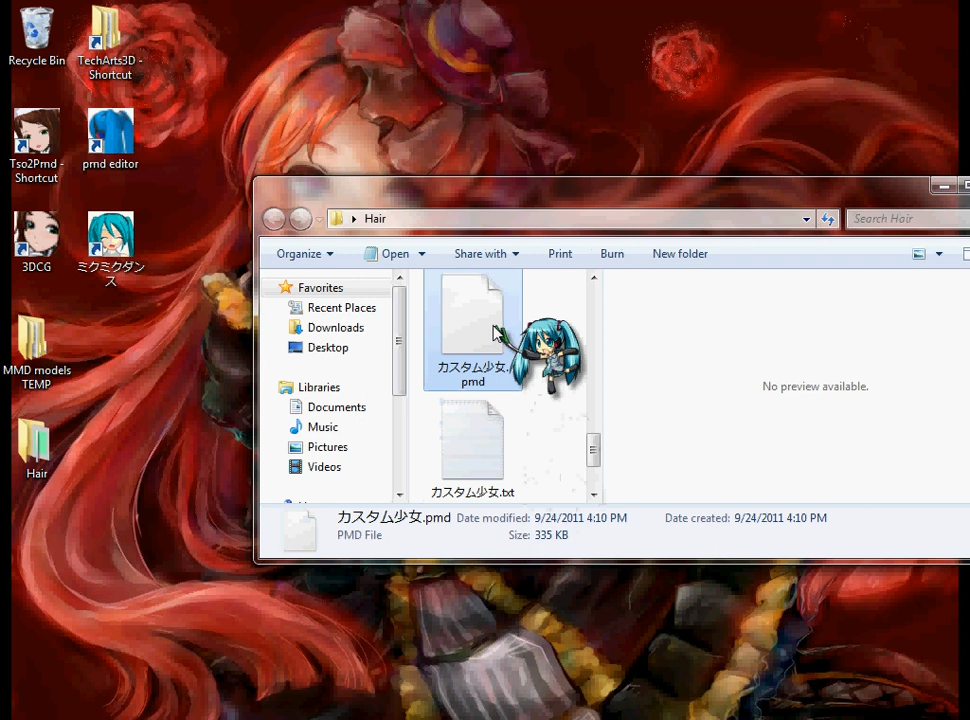 Recycle Bin
TechArts3D -
Shortcut
Tso2Pmd -
Shortcut
pmd editor
3DCG
ミクミクダン
ス
MMD models
TEMP
Hair
Hair
Search Hair
Organize
Open
Share with
Print
Burn
New folder
Favorites
Recent Places
Downloads
Desktop
Libraries
Documents
Music
Pictures
Videos
カスタム少女.
pmd
カスタム少女.txt
No preview available.
カスタム少女.pmd
Date modified: 9/24/2011 4:10 PM
Date created: 9/24/2011 4:10 PM
PMD File
Size: 335 KB